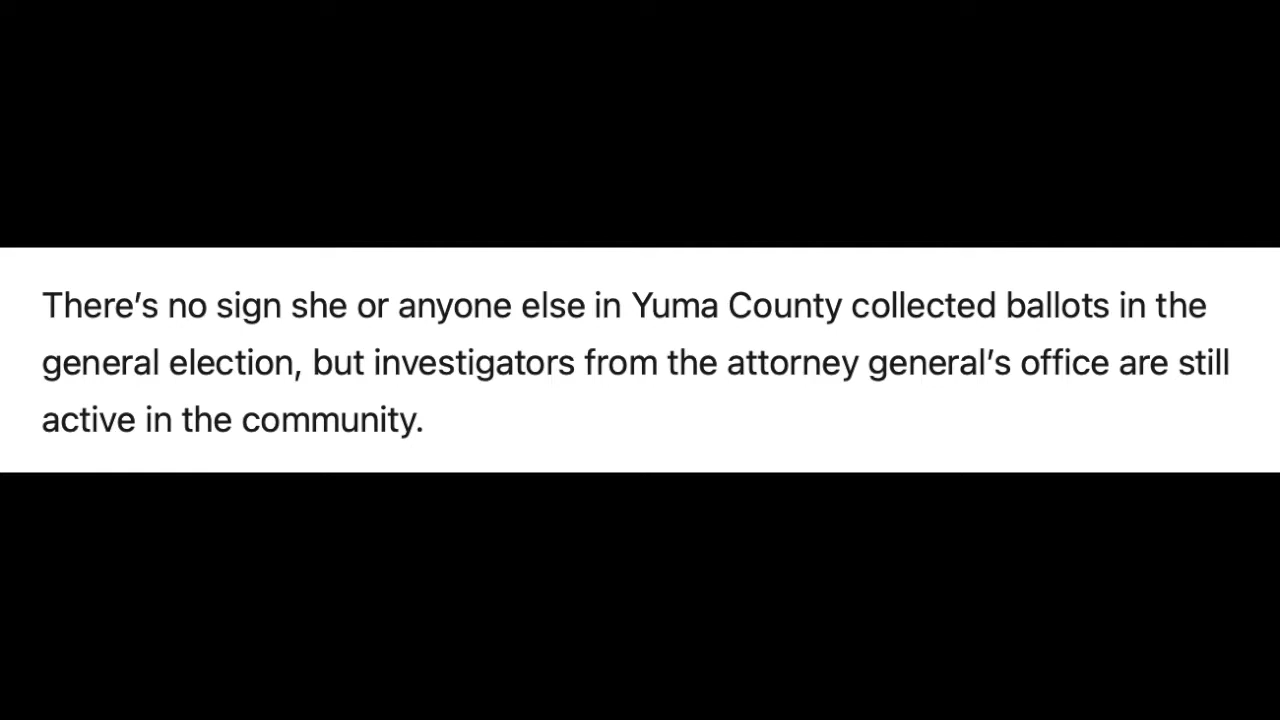 There’s no sign she or anyone else in Yuma County collected ballots in the
general election, but investigators from the attorney general’s office are still
active in the community.